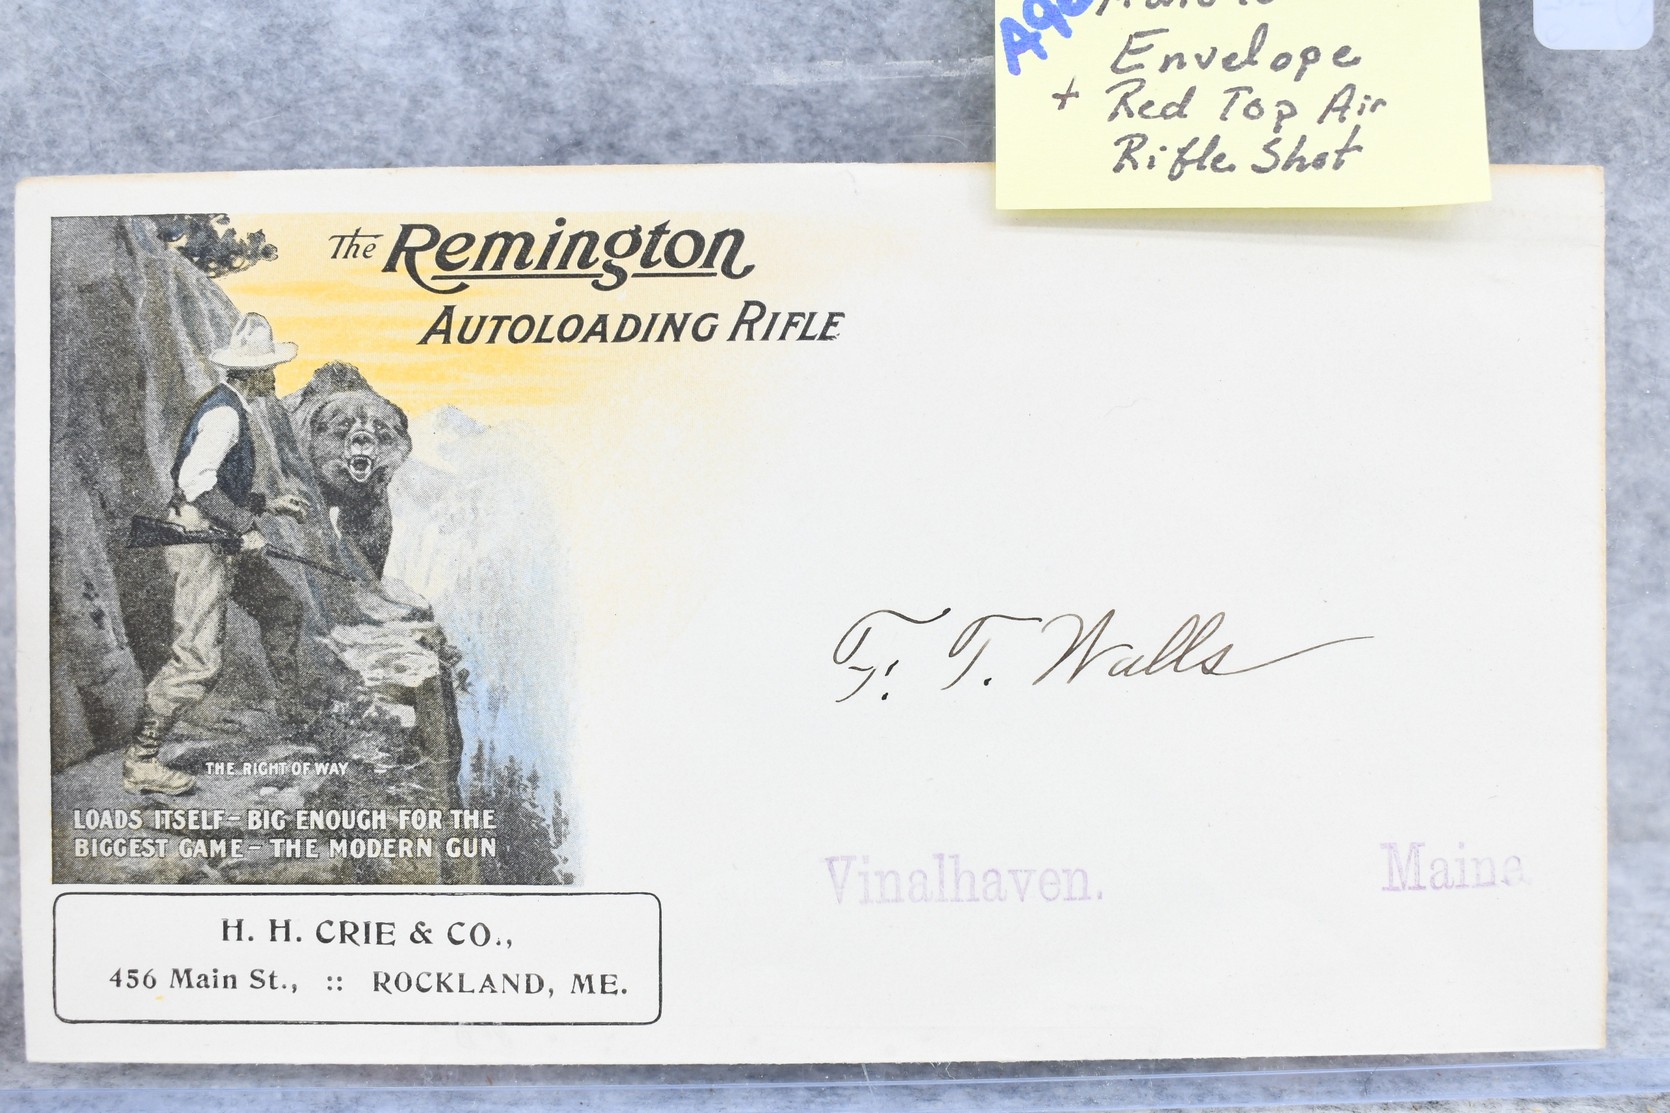 Envelope
+ Red Top Air
Rifle Shot
The Remington
AUTOLOADING RIFLE
THE RIGHT OF WAY
LOADS ITSELF - BIG ENOUGH FOR THE
BIGGEST GAME - THE MODERN GUN
F. T. Walls
Vinalhaven. Maine
H. H. CRIE & CO.,
456 Main St., :: ROCKLAND, ME.